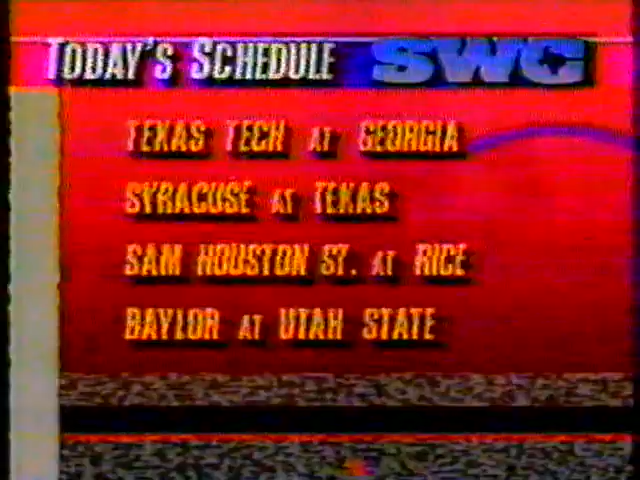 TODAY'S SCHEDULE SWC
TEXAS TECH AT GEORGIA
SYRACUSE AT TEXAS
SAM HOUSTON ST. AT RICE
BAYLOR AT UTAH STATE